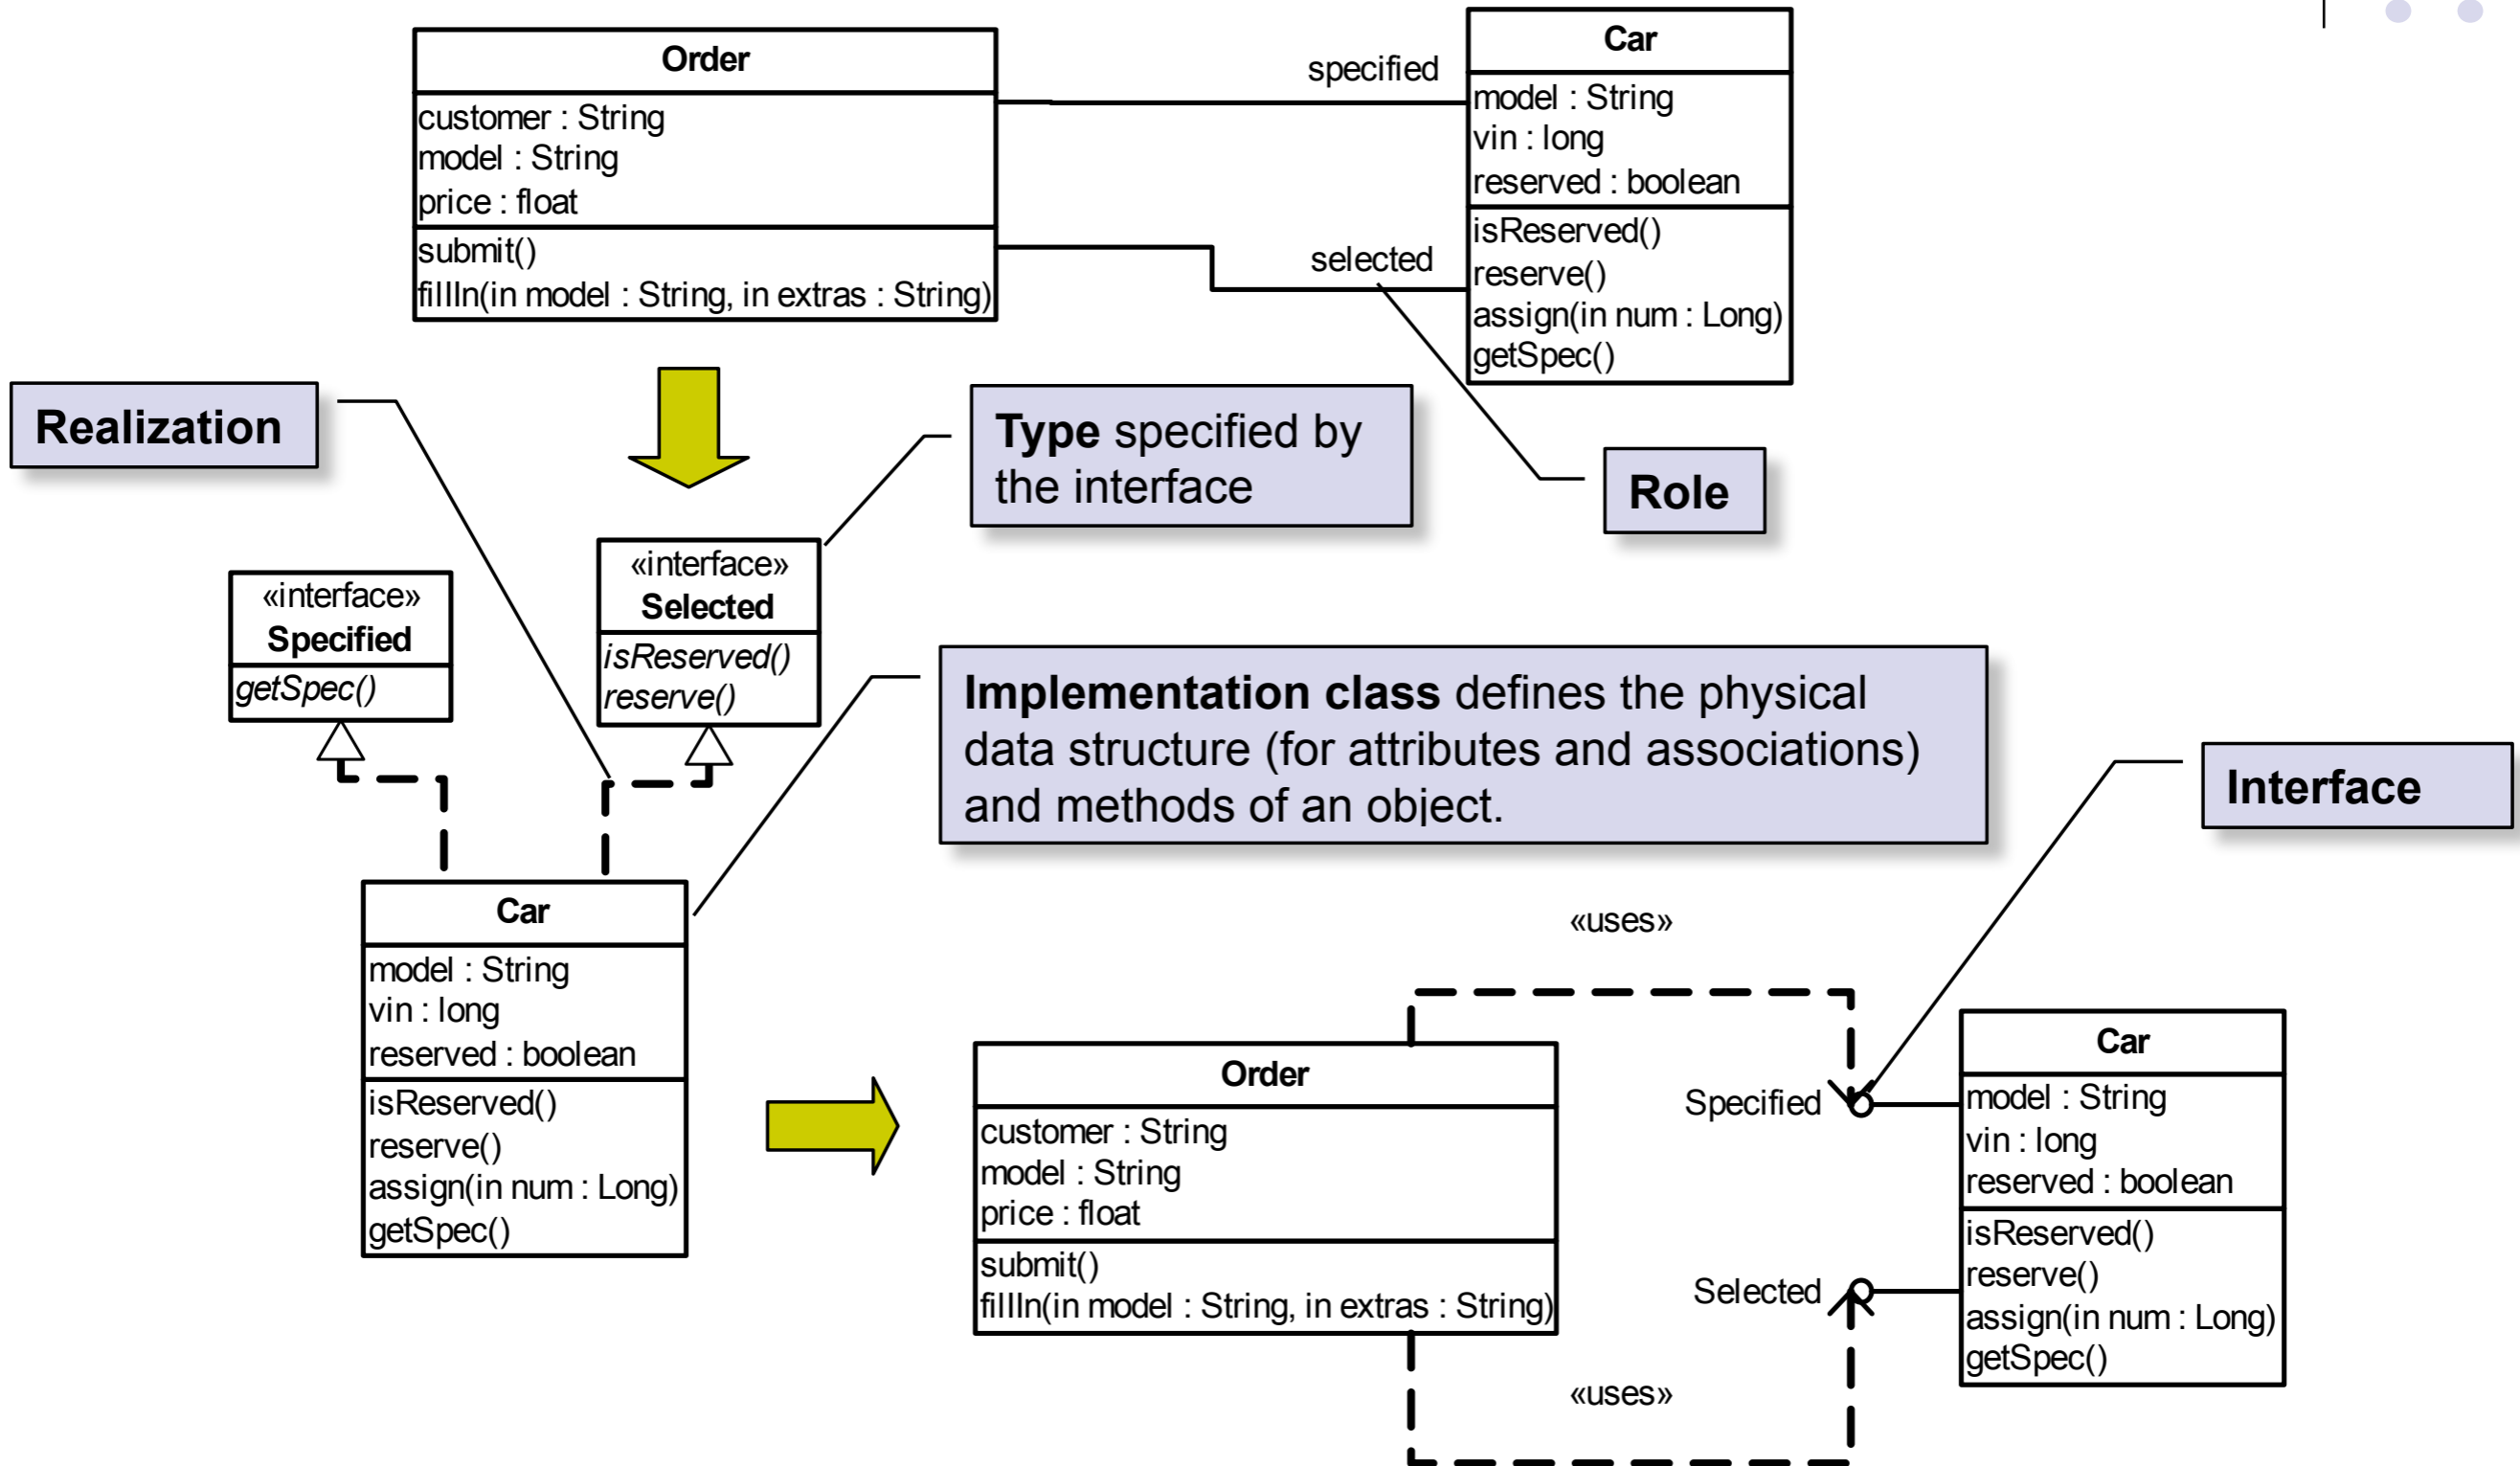 Order
customer : String
model : String
price : float
submit()
fillIn(in model : String, in extras : String)
specified
selected
Car
model : String
vin : long
reserved : boolean
isReserved()
reserve()
assign(in num : Long)
getSpec()
Realization
Type specified by
the interface
Role
«interface»
Specified
getSpec()
«interface»
Selected
isReserved()
reserve()
Implementation class defines the physical
data structure (for attributes and associations)
and methods of an object.
Interface
Car
model : String
vin : long
reserved : boolean
isReserved()
reserve()
assign(in num : Long)
getSpec()
«uses»
Order
customer : String
model : String
price : float
submit()
fillIn(in model : String, in extras : String)
Specified
Selected
«uses»
Car
model : String
vin : long
reserved : boolean
isReserved()
reserve()
assign(in num : Long)
getSpec()